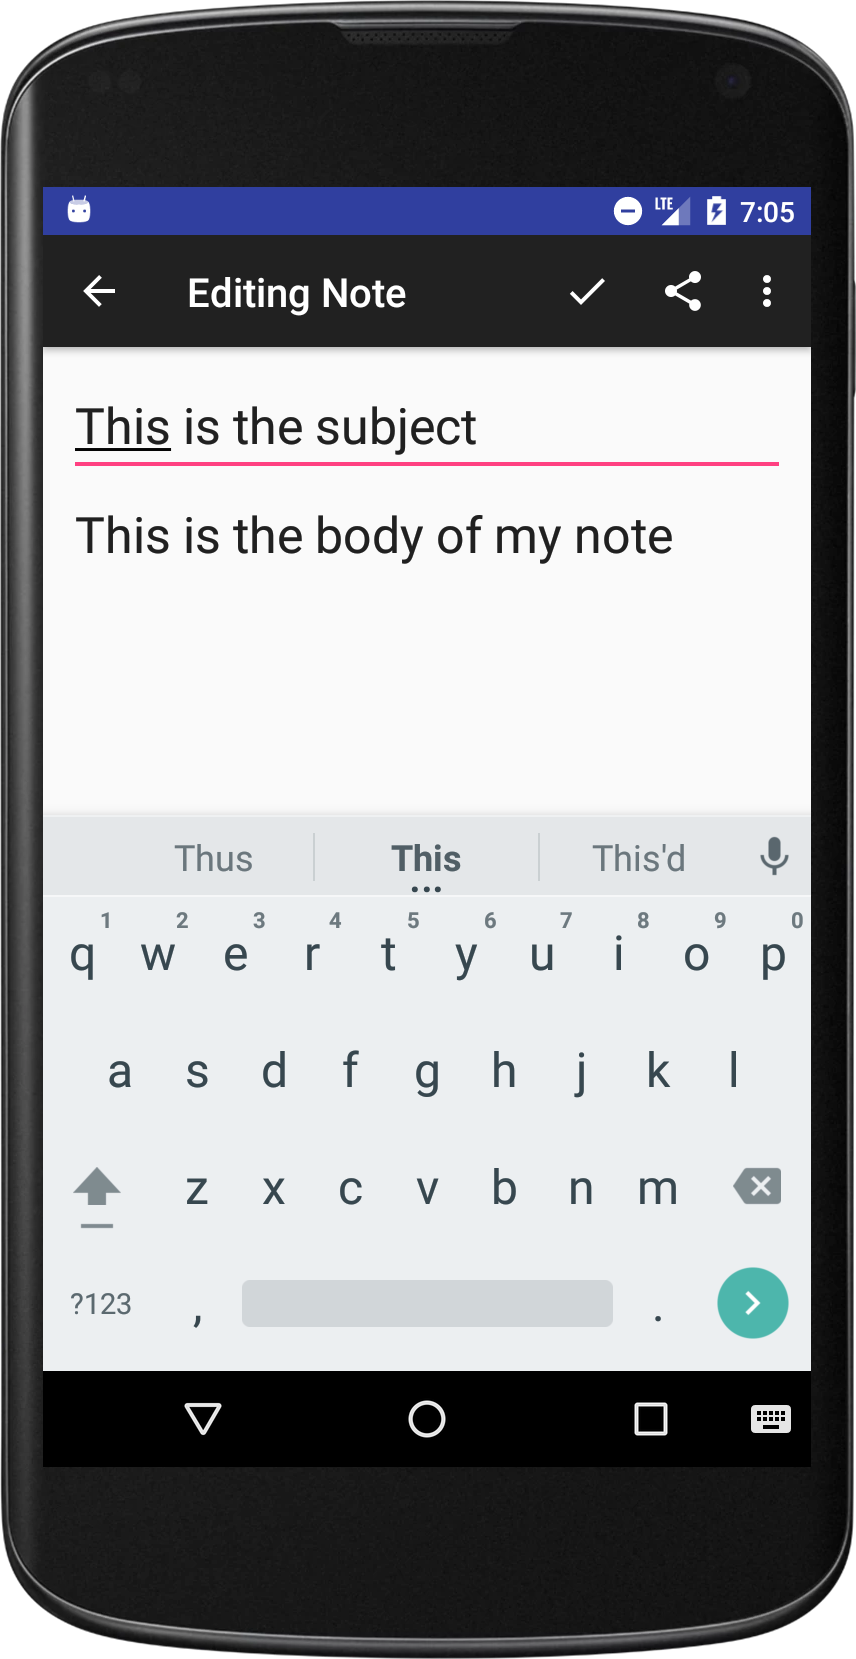 LTE 7:05
Editing Note
This is the subject
This is the body of my note
Thus This This'd
1 2 3 4 5 6 7 8 9 0
q w e r t y u i o p
a s d f g h j k l
z x c v b n m
?123 , .